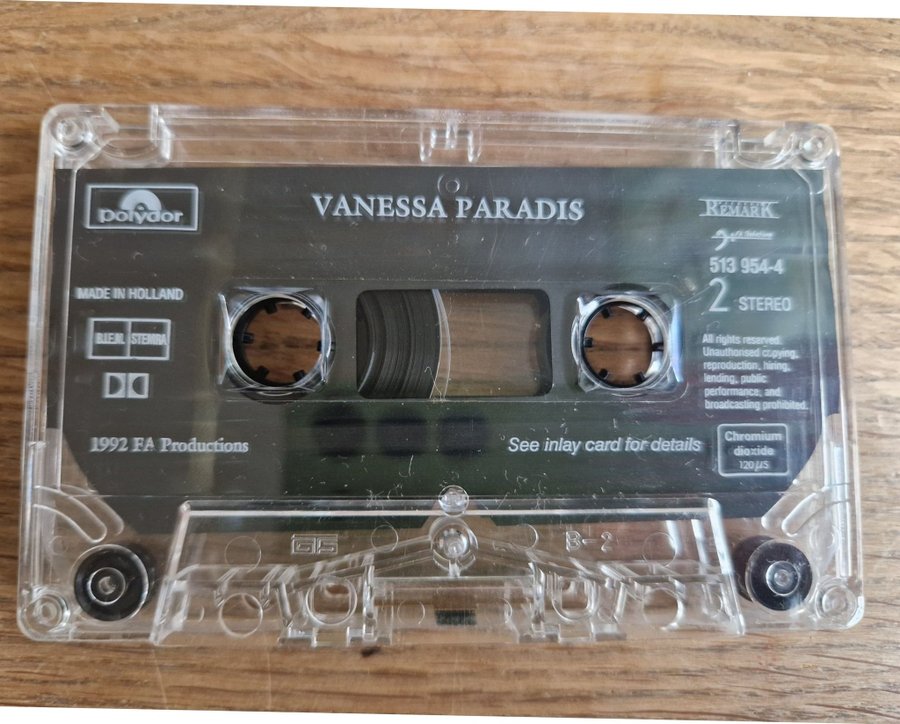 polydor
VANESSA PARADIS
REMARK
513 954-4
2 STEREO
MADE IN HOLLAND
BIEM STEMRA
All rights reserved.
Unauthorised copying,
reproduction, hiring,
lending, public
performance, and
broadcasting prohibited.
1992 FA Productions
See inlay card for details
Chromium
dioxide
120 µS
B-2